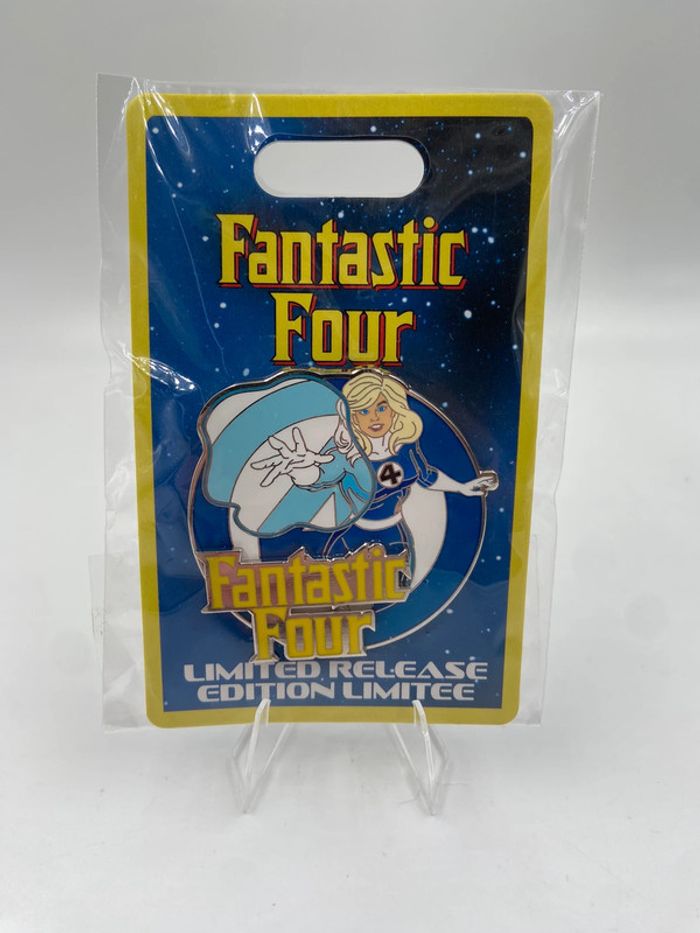 Fantastic
Four
4
Fantastic
Four
LIMITED RELEASE
EDITION LIMITEE